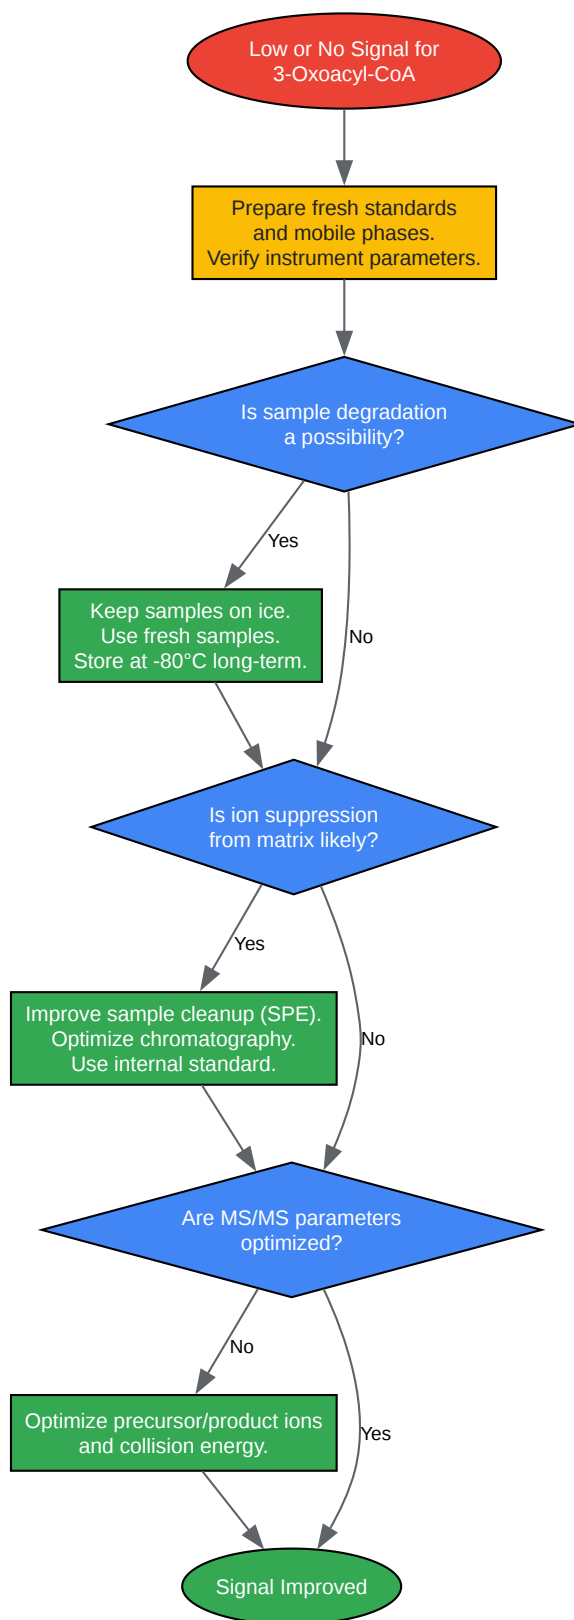 Low or No Signal for
3-Oxoacyl-CoA
Prepare fresh standards
and mobile phases.
Verify instrument parameters.
Is sample degradation
a possibility?
Yes
Keep samples on ice.
Use fresh samples.
Store at -80°C long-term.
No
Is ion suppression
from matrix likely?
Yes
Improve sample cleanup (SPE).
Optimize chromatography.
Use internal standard.
No
Are MS/MS parameters
optimized?
No
Optimize precursor/product ions
and collision energy.
Yes
Signal Improved